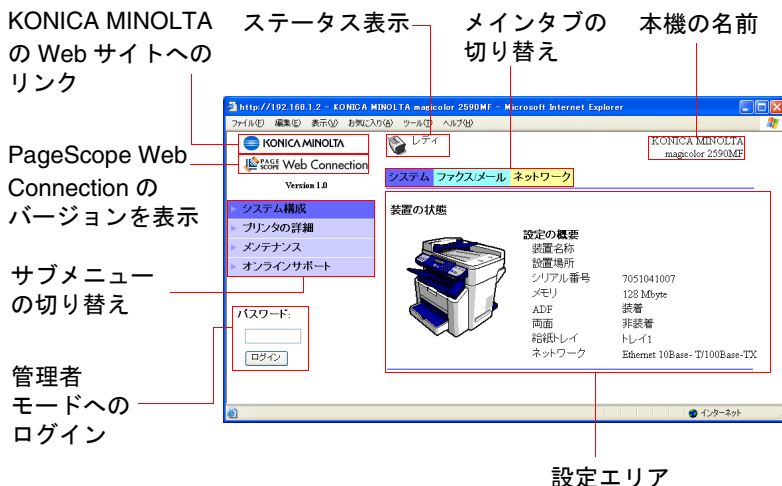 KONICA MINOLTA
の Web サイトへの
リンク
ステータス表示
メインタブの
切り替え
本機の名前
http://192.168.1.2 - KONICA MINOLTA magicolor 2590MF - Microsoft Internet Explorer
ファイル(F) 編集(E) 表示(V) お気に入り(A) ツール(T) ヘルプ(H)
KONICA MINOLTA
レディ
KONICA MINOLTA
magicolor 2590MF
PAGE SCOPE Web Connection
Version 1.0
PageScope Web
Connection の
バージョンを表示
システム ファクス/メール ネットワーク
システム構成
プリンタの詳細
メンテナンス
オンラインサポート
サブメニュー
の切り替え
装置の状態
設定の概要
装置名称
設置場所
シリアル番号 7051041007
メモリ 128 Mbyte
ADF 装着
両面 非装着
給紙トレイ トレイ1
ネットワーク Ethernet 10Base- T/100Base-TX
パスワード:
ログイン
管理者
モードへの
ログイン
インターネット
設定エリア